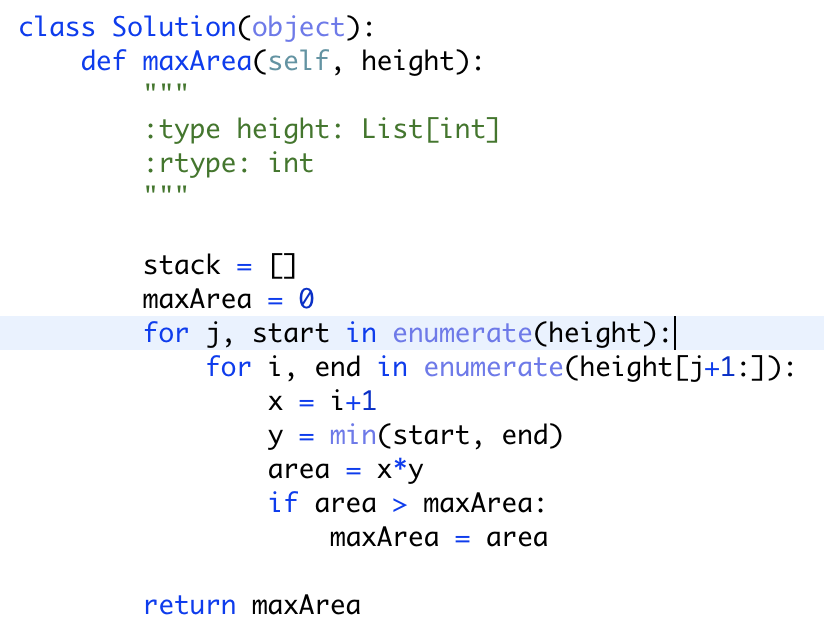 class Solution(object):
    def maxArea(self, height):
        """
        :type height: List[int]
        :rtype: int
        """

        stack = []
        maxArea = 0
        for j, start in enumerate(height):
            for i, end in enumerate(height[j+1:]):
                x = i+1
                y = min(start, end)
                area = x*y
                if area > maxArea:
                    maxArea = area

        return maxArea